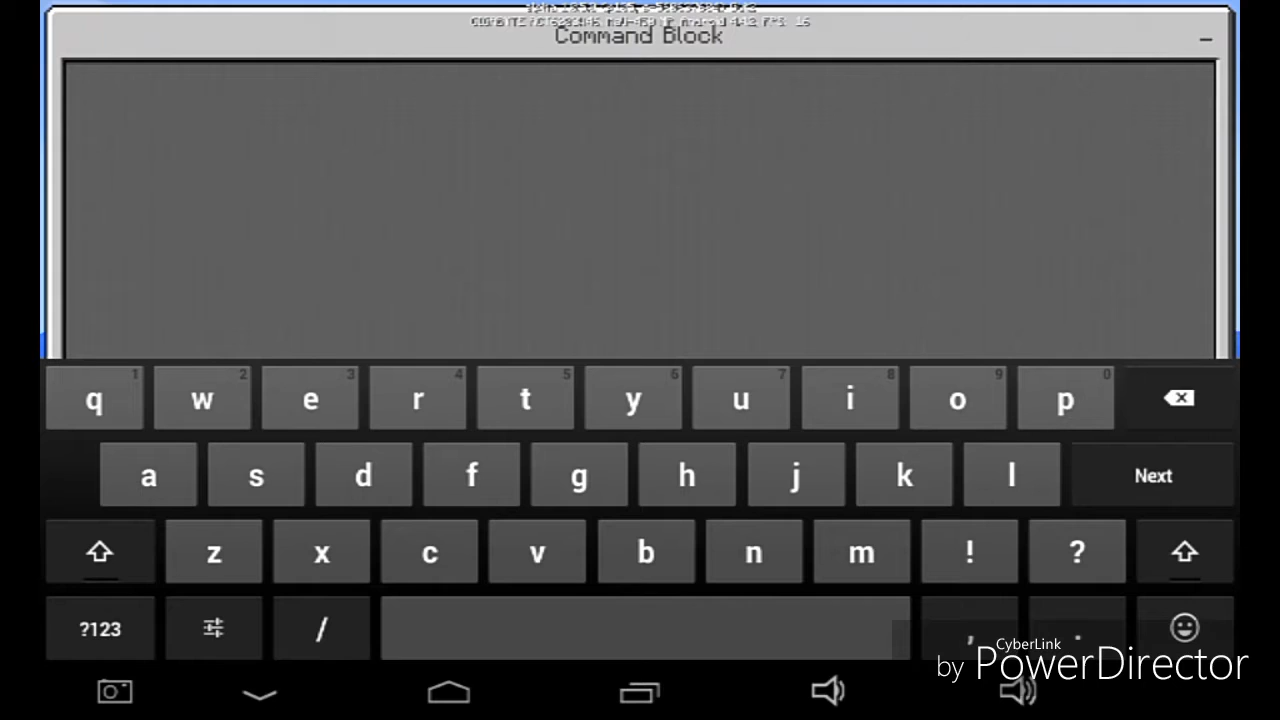 Command Block
q 1 w 2 e 3 r 4 t 5 y 6 u 7 i 8 o 9 p 0
a s d f g h j k l Next
z x c v b n m ! ?
?123 / , .
CyberLink
by PowerDirector